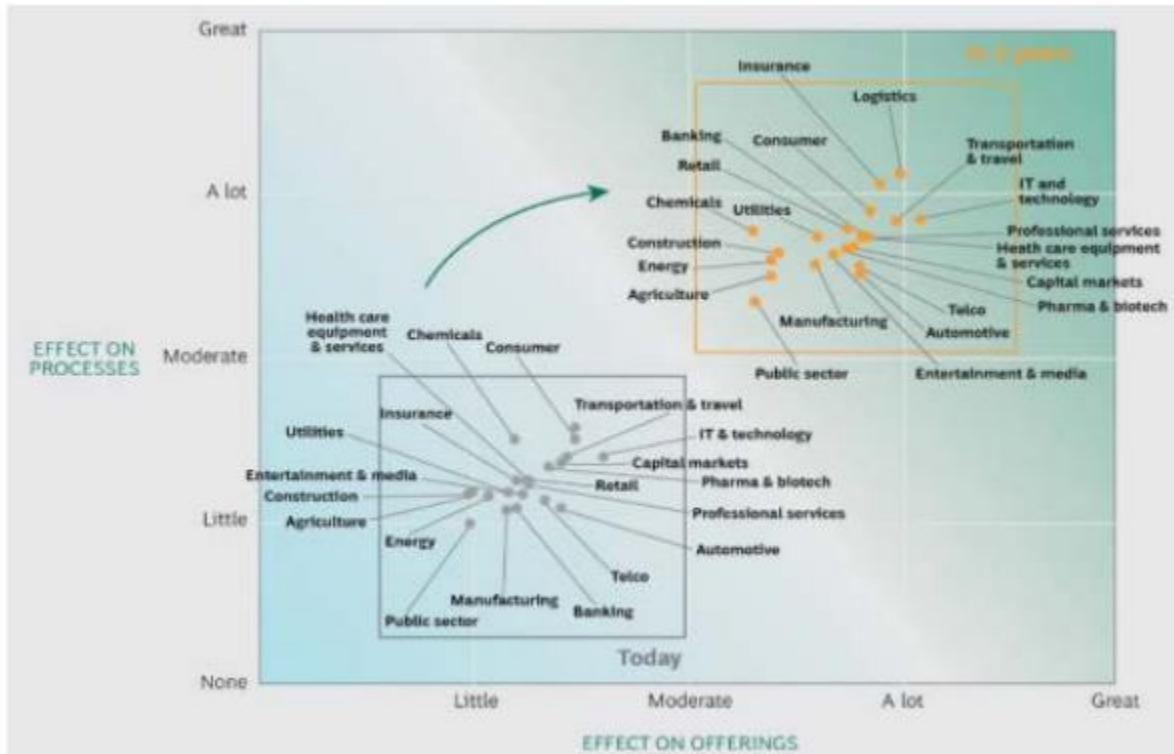 Great
Insurance
Logistics
Banking
Consumer
Transportation
& travel
Retail
A lot
IT and
technology
Chemicals
Utilities
Professional services
Construction
Heath care equipment
& services
Energy
Capital markets
Agriculture
Pharma & biotech
Telco
Manufacturing
Automotive
Health care
equipment
& services
Chemicals
Consumer
EFFECT ON
PROCESSES
Moderate
Public sector
Entertainment & media
Transportation & travel
Insurance
Utilities
IT & technology
Capital markets
Entertainment & media
Retail
Pharma & biotech
Construction
Agriculture
Little
Professional services
Energy
Automotive
Telco
Manufacturing
Banking
Public sector
Today
None
Little
Moderate
A lot
Great
EFFECT ON OFFERINGS